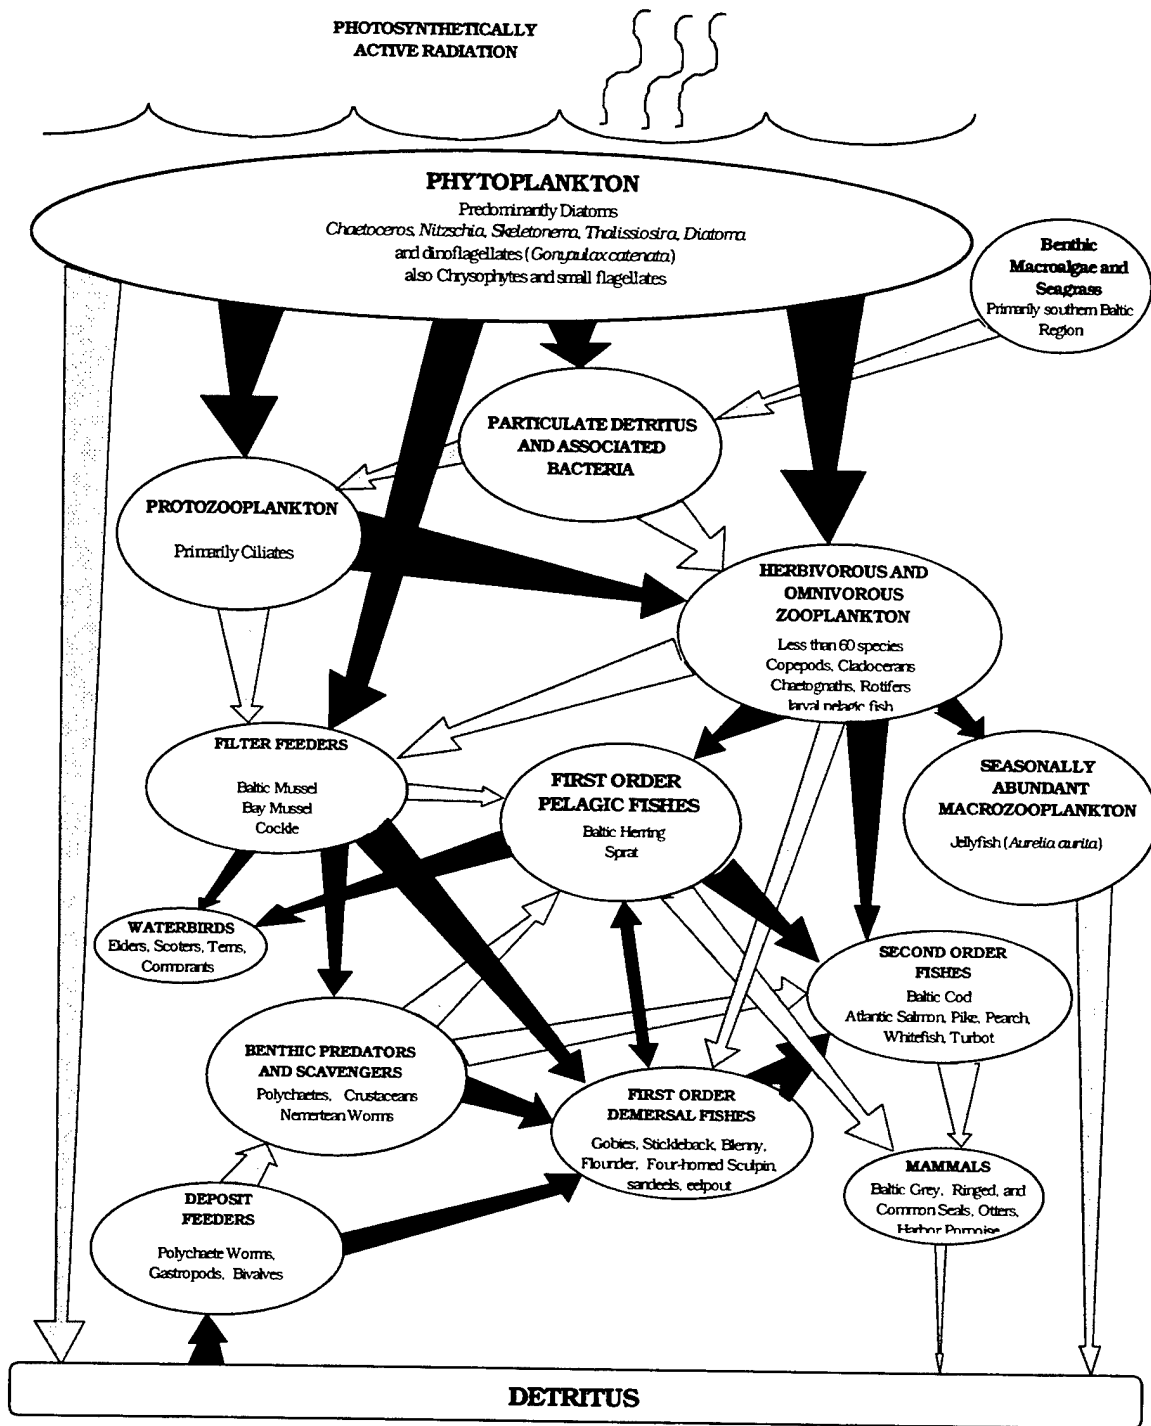 PHOTOSYNTHETICALLY
ACTIVE RADIATION
PHYTOPLANKTON
Predominantly Diatoms
Chaetoceros, Nitzschia, Skeletonema, Thalissiosira, Diatoma
and dinoflagellates (Gonyaulax catenata)
also Chrysophytes and small flagellates
Benthic
Macroalgae and
Seagrass
Primarily southern Baltic
Region
PARTICULATE DETRITUS
AND ASSOCIATED
BACTERIA
PROTOZOOPLANKTON
Primarily Ciliates
HERBIVOROUS AND
OMNIVOROUS
ZOOPLANKTON
Less than 60 species
Copepods, Cladocerans
Chaetognaths, Rotifers
larval pelagic fish
FILTER FEEDERS
Baltic Mussel
Bay Mussel
Cockle
FIRST ORDER
PELAGIC FISHES
Baltic Herring
Sprat
SEASONALLY
ABUNDANT
MACROZOOPLANKTON
Jellyfish (Aurelia aurita)
WATERBIRDS
Eiders, Scoters, Terns,
Cormorants
SECOND ORDER
FISHES
Baltic Cod
Atlantic Salmon, Pike, Pearch,
Whitefish, Turbot
BENTHIC PREDATORS
AND SCAVENGERS
Polychaetes, Crustaceans
Nemertean Worms
FIRST ORDER
DEMERSAL FISHES
Gobies, Stickleback, Blenny,
Flounder, Four-horned Sculpin,
sandeels, eelpout
MAMMALS
Baltic Grey, Ringed, and
Common Seals, Otters,
Harbor Porpoise
DEPOSIT
FEEDERS
Polychaete Worms,
Gastropods, Bivalves
DETRITUS